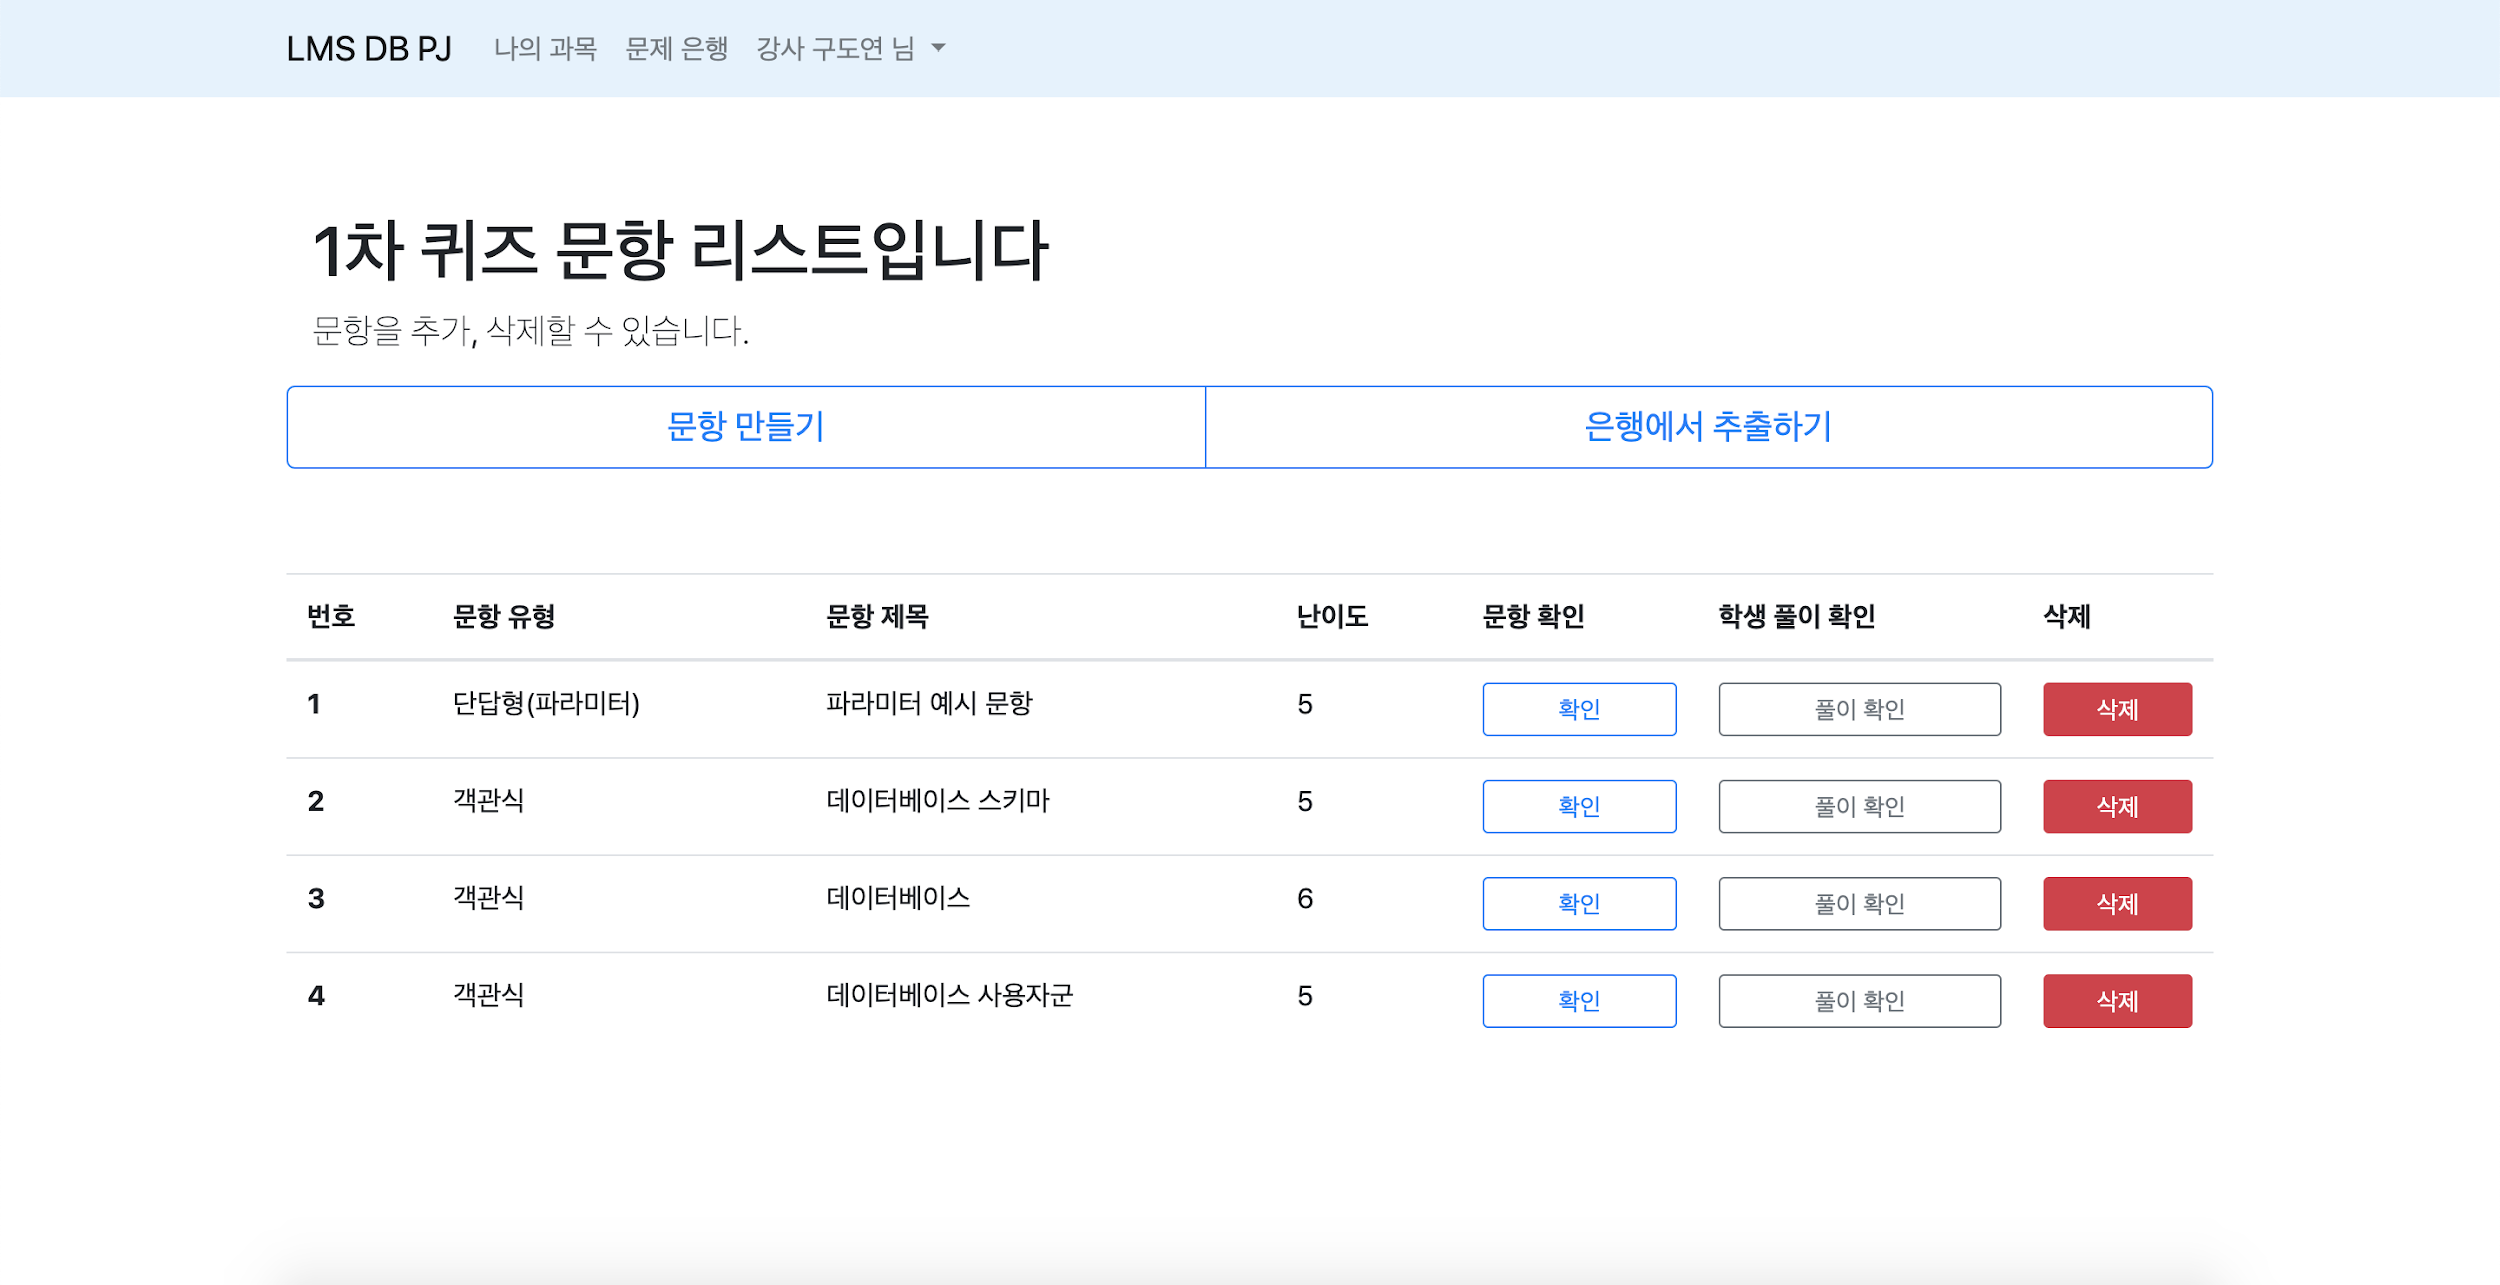 LMS DB PJ 나의 과목 문제 은행 강사 구도연 님
1차 퀴즈 문항 리스트입니다
문항을 추가, 삭제할 수 있습니다.
문항 만들기 은행에서 추출하기
번호 문항 유형 문항 제목 난이도 문항 확인 학생 풀이 확인 삭제
1 단답형(파라미터) 파라미터 예시 문항 5 확인 풀이 확인 삭제
2 객관식 데이터베이스 스키마 5 확인 풀이 확인 삭제
3 객관식 데이터베이스 6 확인 풀이 확인 삭제
4 객관식 데이터베이스 사용자군 5 확인 풀이 확인 삭제